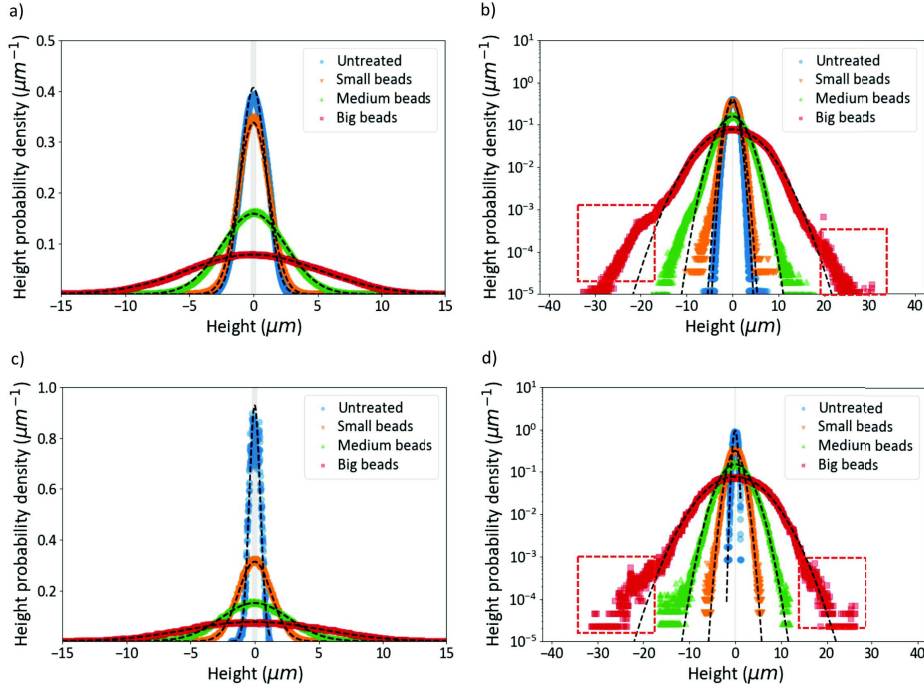 a)
Height probability density (μm⁻¹)
0.5
0.4
0.3
0.2
0.1
−15 −10 −5 0 5 10 15
Height (μm)
Untreated
Small beads
Medium beads
Big beads
b)
Height probability density (μm⁻¹)
10¹
10⁰
10⁻¹
10⁻²
10⁻³
10⁻⁴
10⁻⁵
−40 −30 −20 −10 0 10 20 30 40
Height (μm)
Untreated
Small beads
Medium beads
Big beads
c)
Height probability density (μm⁻¹)
1.0
0.8
0.6
0.4
0.2
−15 −10 −5 0 5 10 15
Height (μm)
Untreated
Small beads
Medium beads
Big beads
d)
Height probability density (μm⁻¹)
10¹
10⁰
10⁻¹
10⁻²
10⁻³
10⁻⁴
10⁻⁵
−40 −30 −20 −10 0 10 20 30 40
Height (μm)
Untreated
Small beads
Medium beads
Big beads